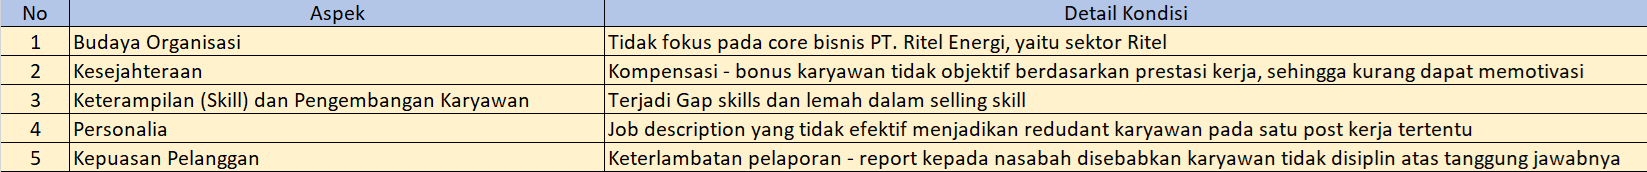 No Aspek Detail Kondisi
1 Budaya Organisasi Tidak fokus pada core bisnis PT. Ritel Energi, yaitu sektor Ritel
2 Kesejahteraan Kompensasi - bonus karyawan tidak objektif berdasarkan prestasi kerja, sehingga kurang dapat memotivasi
3 Keterampilan (Skill) dan Pengembangan Karyawan Terjadi Gap skills dan lemah dalam selling skill
4 Personalia Job description yang tidak efektif menjadikan redudant karyawan pada satu post kerja tertentu
5 Kepuasan Pelanggan Keterlambatan pelaporan - report kepada nasabah disebabkan karyawan tidak disiplin atas tanggung jawabnya